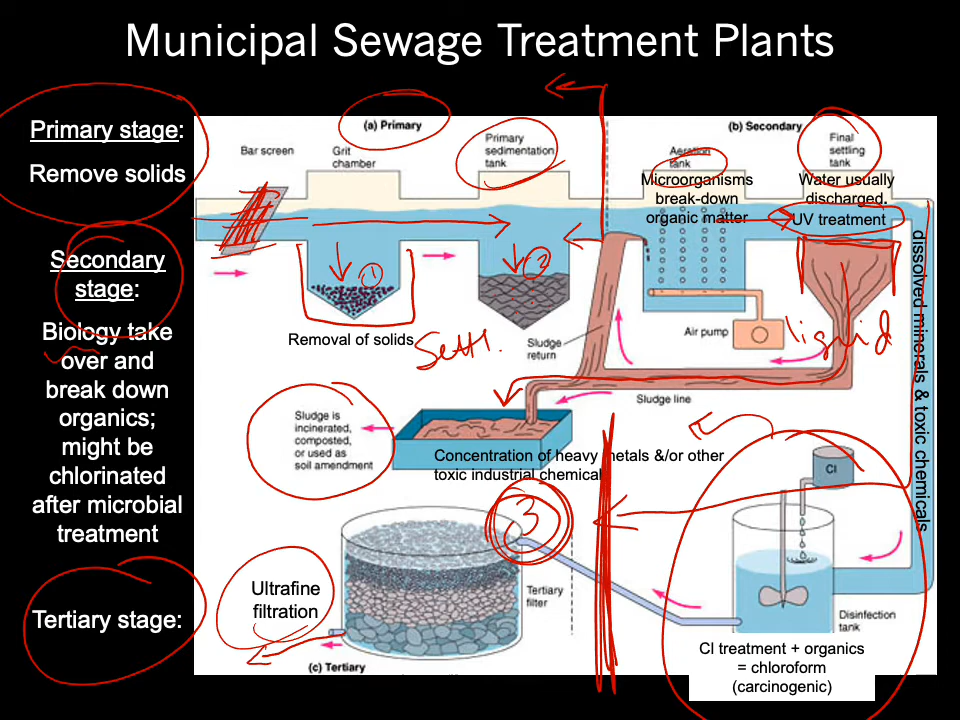 Municipal Sewage Treatment Plants
Primary stage:
Remove solids
Secondary
stage:
Biology take
over and
break down
organics;
might be
chlorinated
after microbial
treatment
Tertiary stage:
(a) Primary
Bar screen
Grit
chamber
Primary
sedimentation
tank
1
2
Removal of solids
Settl.
(b) Secondary
Aeration
tank
Microorganisms
break-down
organic matter
Final
settling
tank
Water usually
discharged.
UV treatment
Air pump
liquid
Sludge
return
Sludge line
dissolved minerals & toxic chemicals
Sludge is
incinerated,
composted,
or used as
soil amendment
Concentration of heavy metals &/or other
toxic industrial chemicals
3
Cl
Ultrafine
filtration
Tertiary
filter
(c) Tertiary
Disinfection
tank
Cl treatment + organics
= chloroform
(carcinogenic)